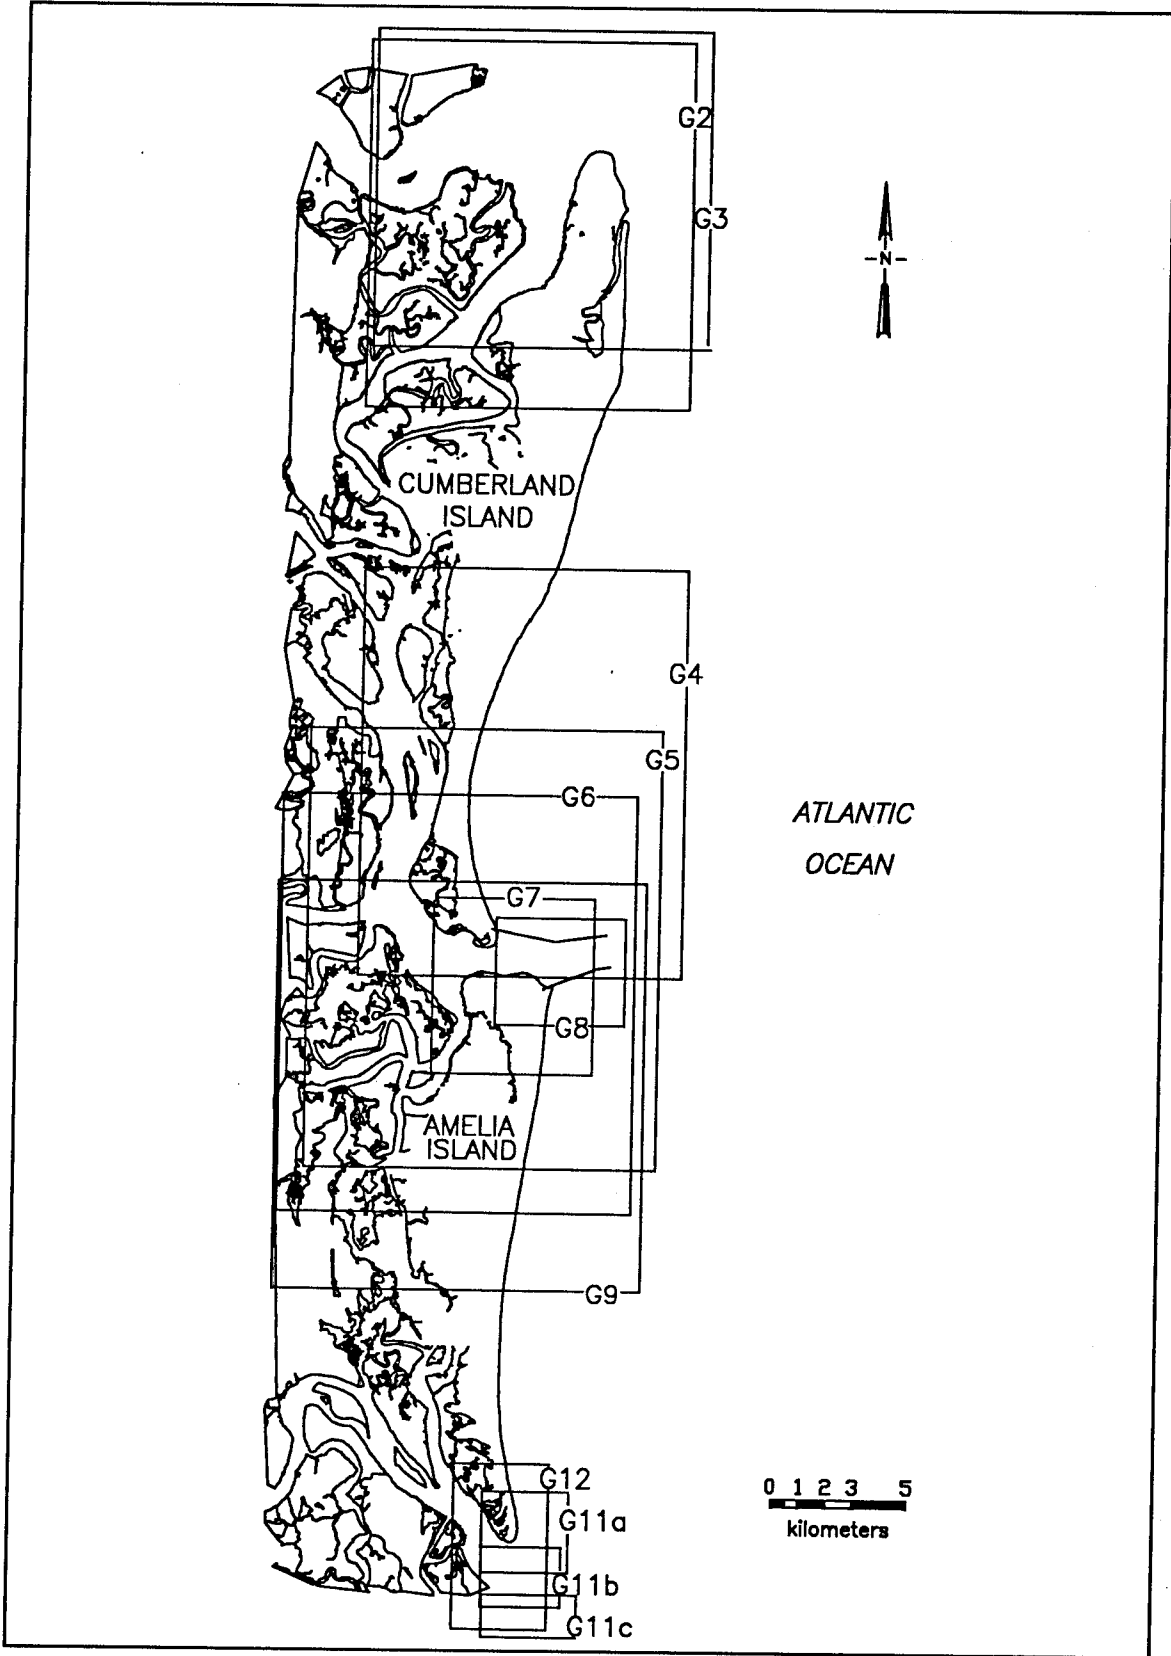 G2
G3
N
CUMBERLAND
ISLAND
G4
G5
G6
ATLANTIC
OCEAN
G7
G8
AMELIA
ISLAND
G9
G12
0 1 2 3 5
kilometers
G11a
G11b
G11c